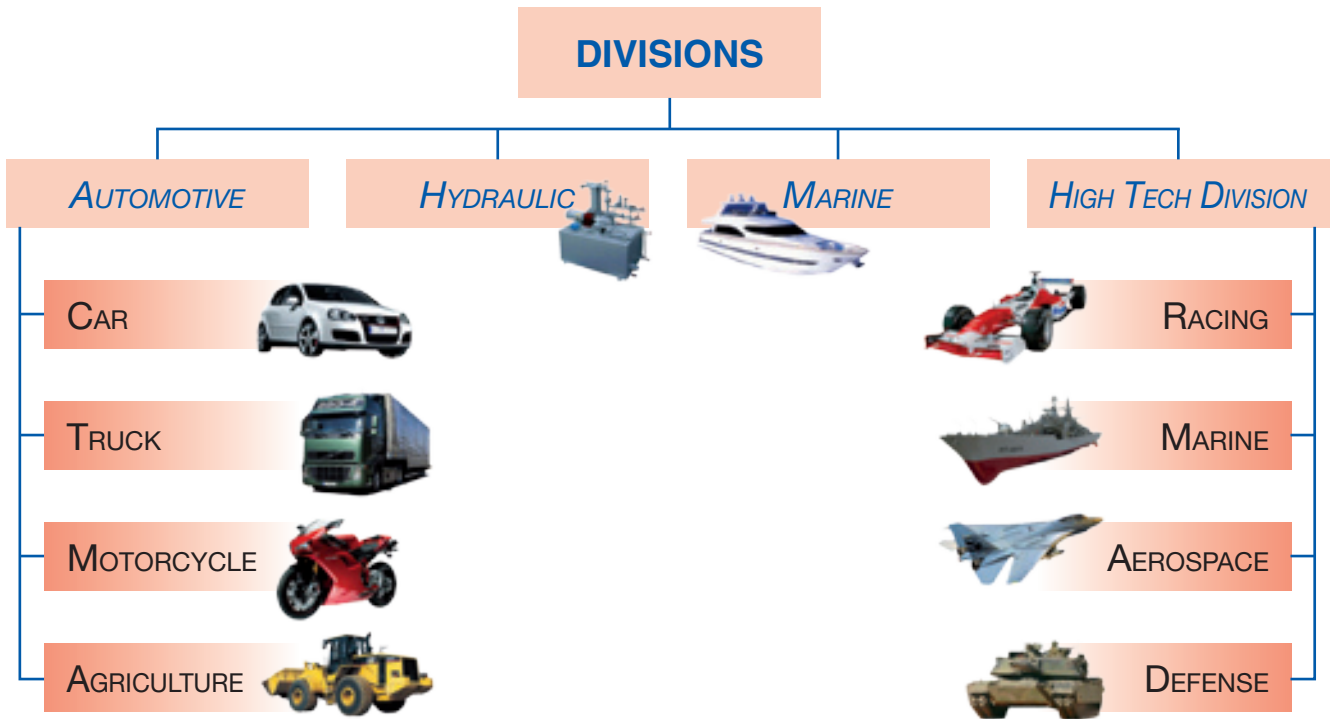 DIVISIONS
AUTOMOTIVE
HYDRAULIC
MARINE
HIGH TECH DIVISION
CAR
RACING
TRUCK
MARINE
MOTORCYCLE
AEROSPACE
AGRICULTURE
DEFENSE